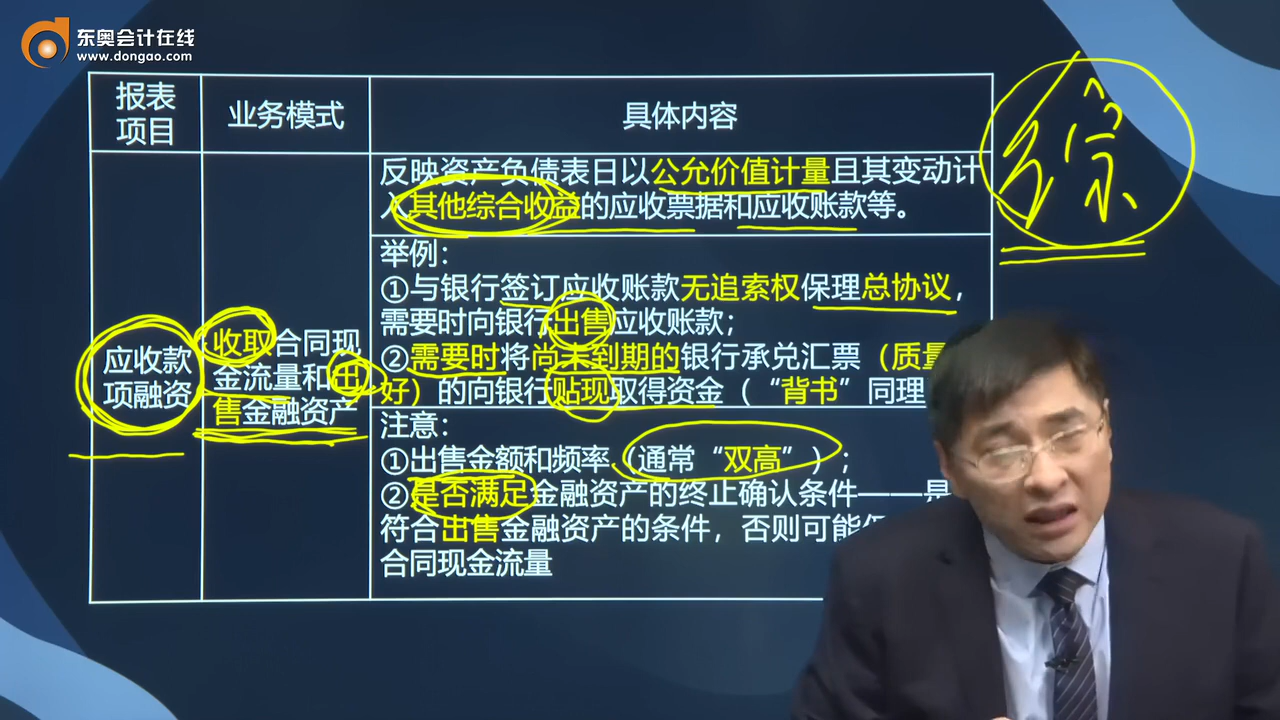 东奥会计在线
www.dongao.com
报表
项目
业务模式
具体内容
反映资产负债表日以公允价值计量且其变动计
入其他综合收益的应收票据和应收账款等。
综
举例：
①与银行签订应收账款无追索权保理总协议，
需要时向银行出售应收账款；
②需要时将尚未到期的银行承兑汇票（质量
好）的向银行贴现取得资金（“背书”同理
应收款
项融资
收取合同现
金流量和出
售金融资产
注意：
①出售金额和频率（通常“双高”）；
②是否满足金融资产的终止确认条件——是
符合出售金融资产的条件，否则可能
合同现金流量